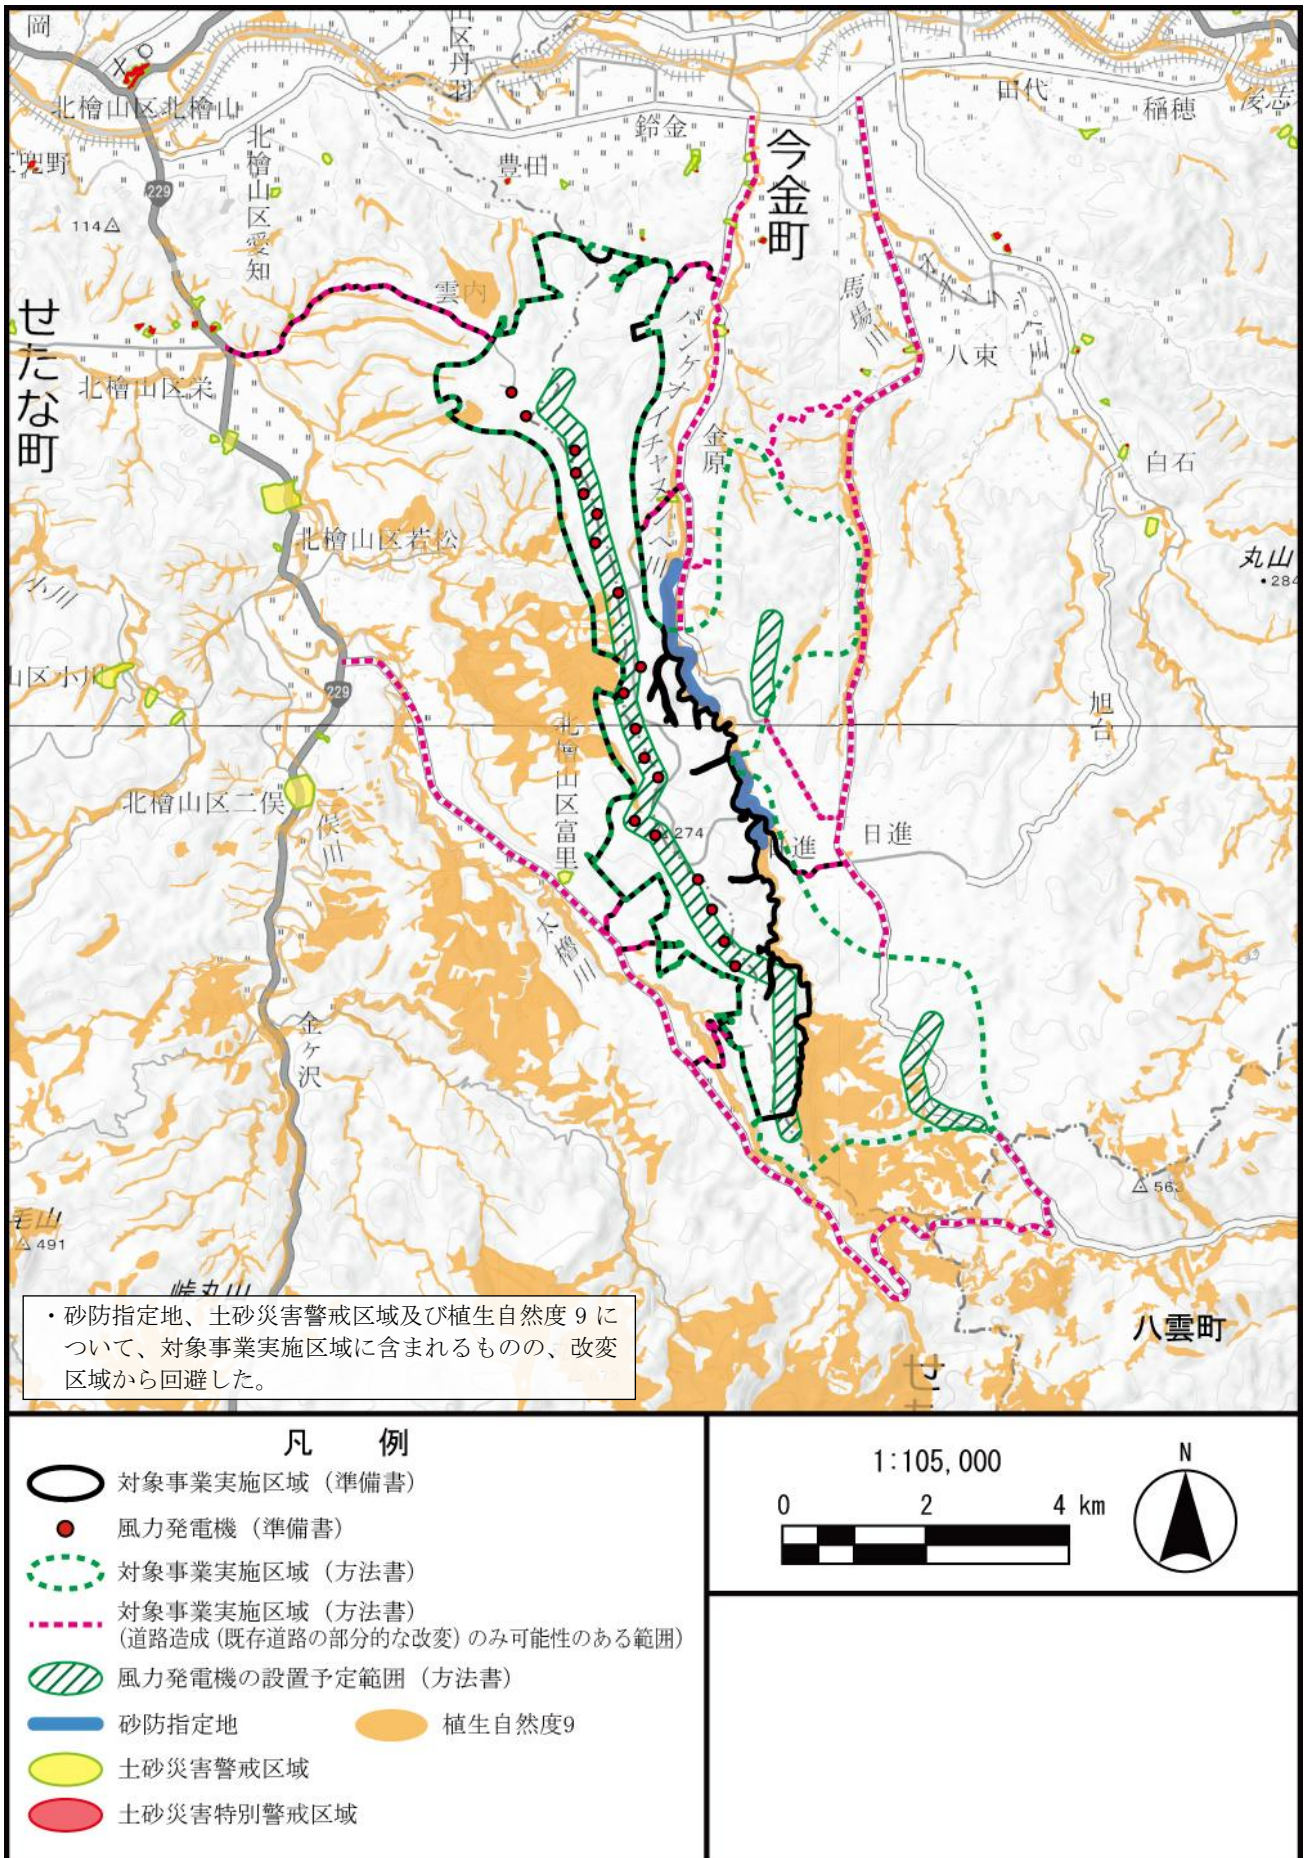 岡
区丹羽
北檜山区北檜山
田代
稲穂
後志
鈴金
今金町
豊田
北檜山区愛知
兜野
229
114
馬場川
雲内
せたな町
八束
パンケオイチャヌンペ川
北檜山区栄
金原
白石
北檜山区若松
丸山
284
小川
山区小川
229
旭台
北檜山区富里
北檜山区二俣
二俣川
274
日進
太櫓川
金ヶ沢
563
毛山
491
峠丸山
八雲町
せ
・砂防指定地、土砂災害警戒区域及び植生自然度 9 に
ついて、対象事業実施区域に含まれるものの、改変
区域から回避した。
凡 例
対象事業実施区域（準備書）
風力発電機（準備書）
対象事業実施区域（方法書）
対象事業実施区域（方法書）
(道路造成(既存道路の部分的な改変)のみ可能性のある範囲)
風力発電機の設置予定範囲（方法書）
砂防指定地
植生自然度9
土砂災害警戒区域
土砂災害特別警戒区域
1:105,000
0 2 4 km
N